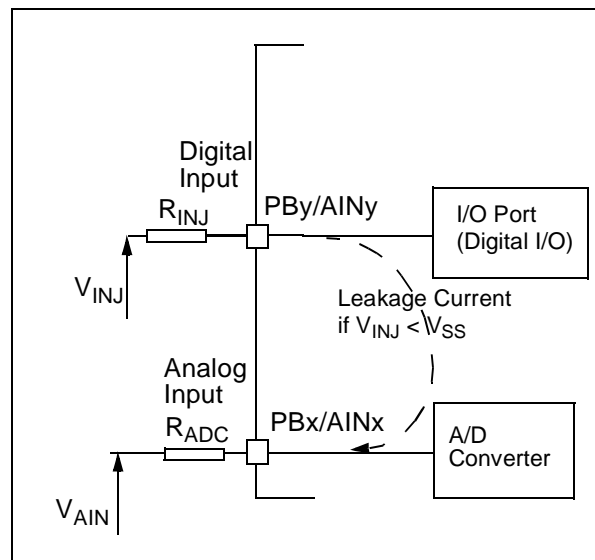 Digital
Input
R_INJ
PBy/AINy
I/O Port
(Digital I/O)
V_INJ
Leakage Current
if V_INJ < V_SS
Analog
Input
R_ADC
PBx/AINx
A/D
Converter
V_AIN